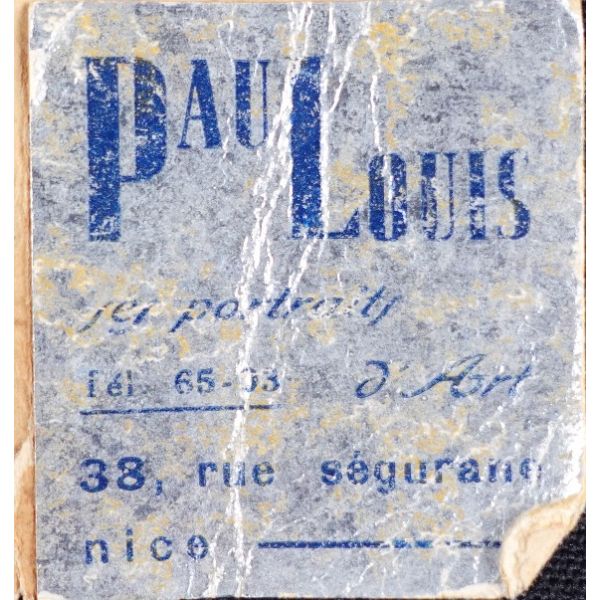 PAUL LOUIS
ses portraits
Tél. 65-03 d'Art
38, rue ségurane
nice